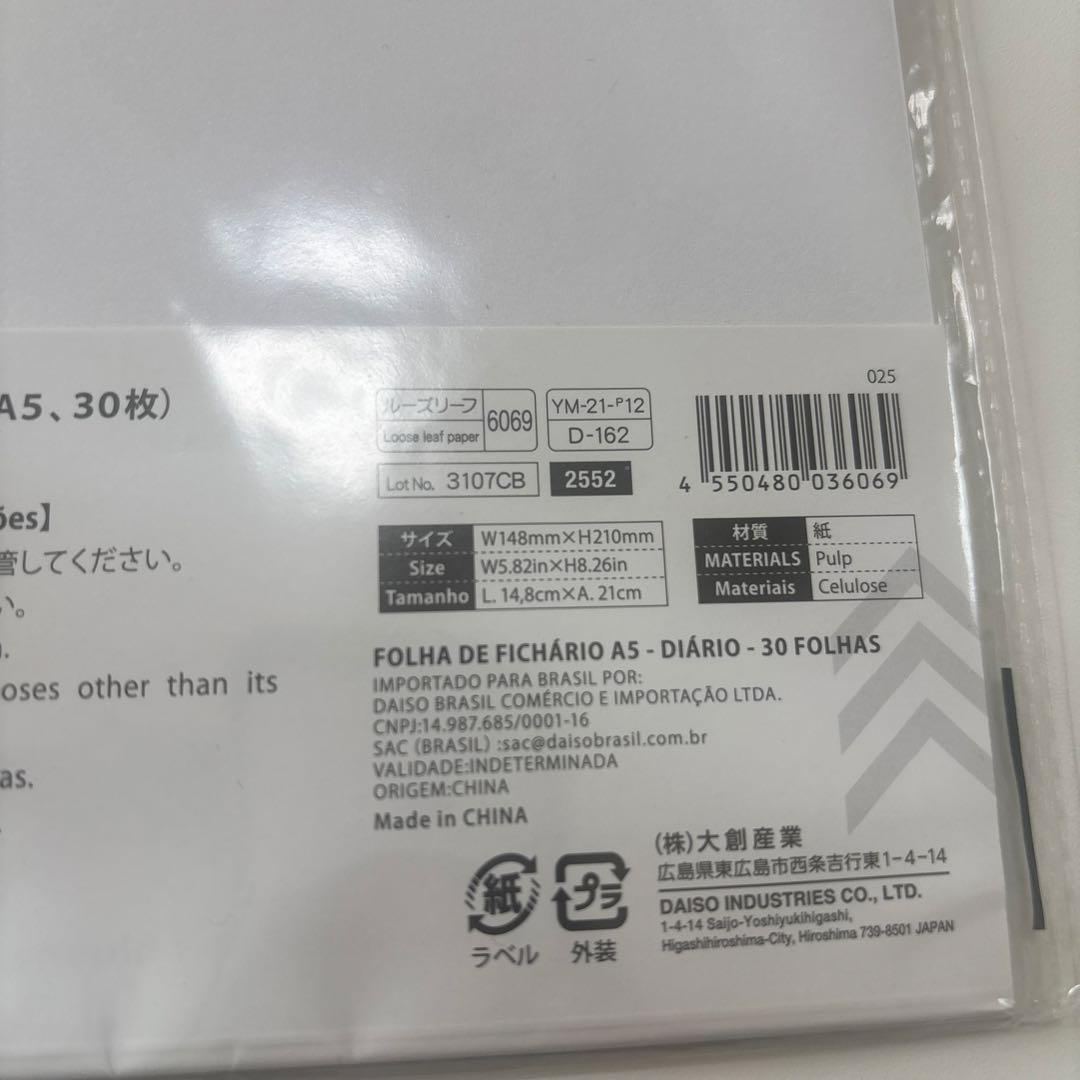 A5、30枚）
ões】
管してください。
い。
).
oses other than its
as.
ルーズリーフ
Loose leaf paper
6069
YM-21-P12
D-162
025
Lot No. 3107CB
2552
4 550480 036069
サイズ W148mm×H210mm
Size W5.82in×H8.26in
Tamanho L. 14,8cm×A. 21cm
材質 紙
MATERIALS Pulp
Materiais Celulose
FOLHA DE FICHÁRIO A5 - DIÁRIO - 30 FOLHAS
IMPORTADO PARA BRASIL POR:
DAISO BRASIL COMÉRCIO E IMPORTAÇÃO LTDA.
CNPJ:14.987.685/0001-16
SAC (BRASIL) :sac@daisobrasil.com.br
VALIDADE:INDETERMINADA
ORIGEM:CHINA
Made in CHINA
紙
ラベル
プラ
外装
(株)大創産業
広島県東広島市西条吉行東1-4-14
DAISO INDUSTRIES CO., LTD.
1-4-14 Saijo-Yoshiyukihigashi,
Higashihiroshima-City, Hiroshima 739-8501 JAPAN